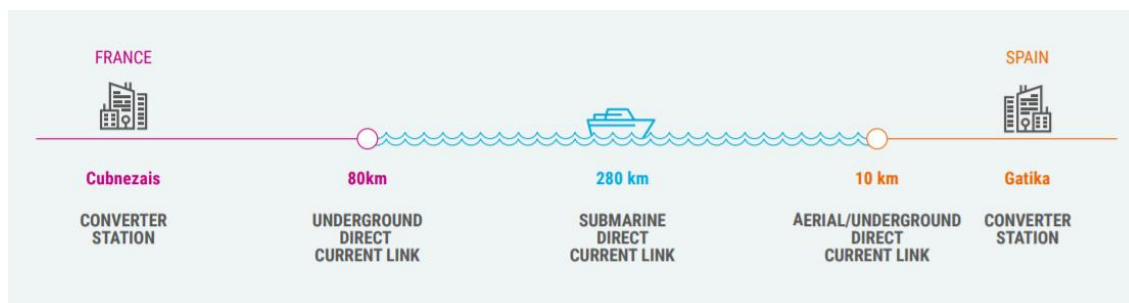 FRANCE
SPAIN
Cubnezais
80km
280 km
10 km
Gatika
CONVERTER
STATION
UNDERGROUND
DIRECT
CURRENT LINK
SUBMARINE
DIRECT
CURRENT LINK
AERIAL/UNDERGROUND
DIRECT
CURRENT LINK
CONVERTER
STATION